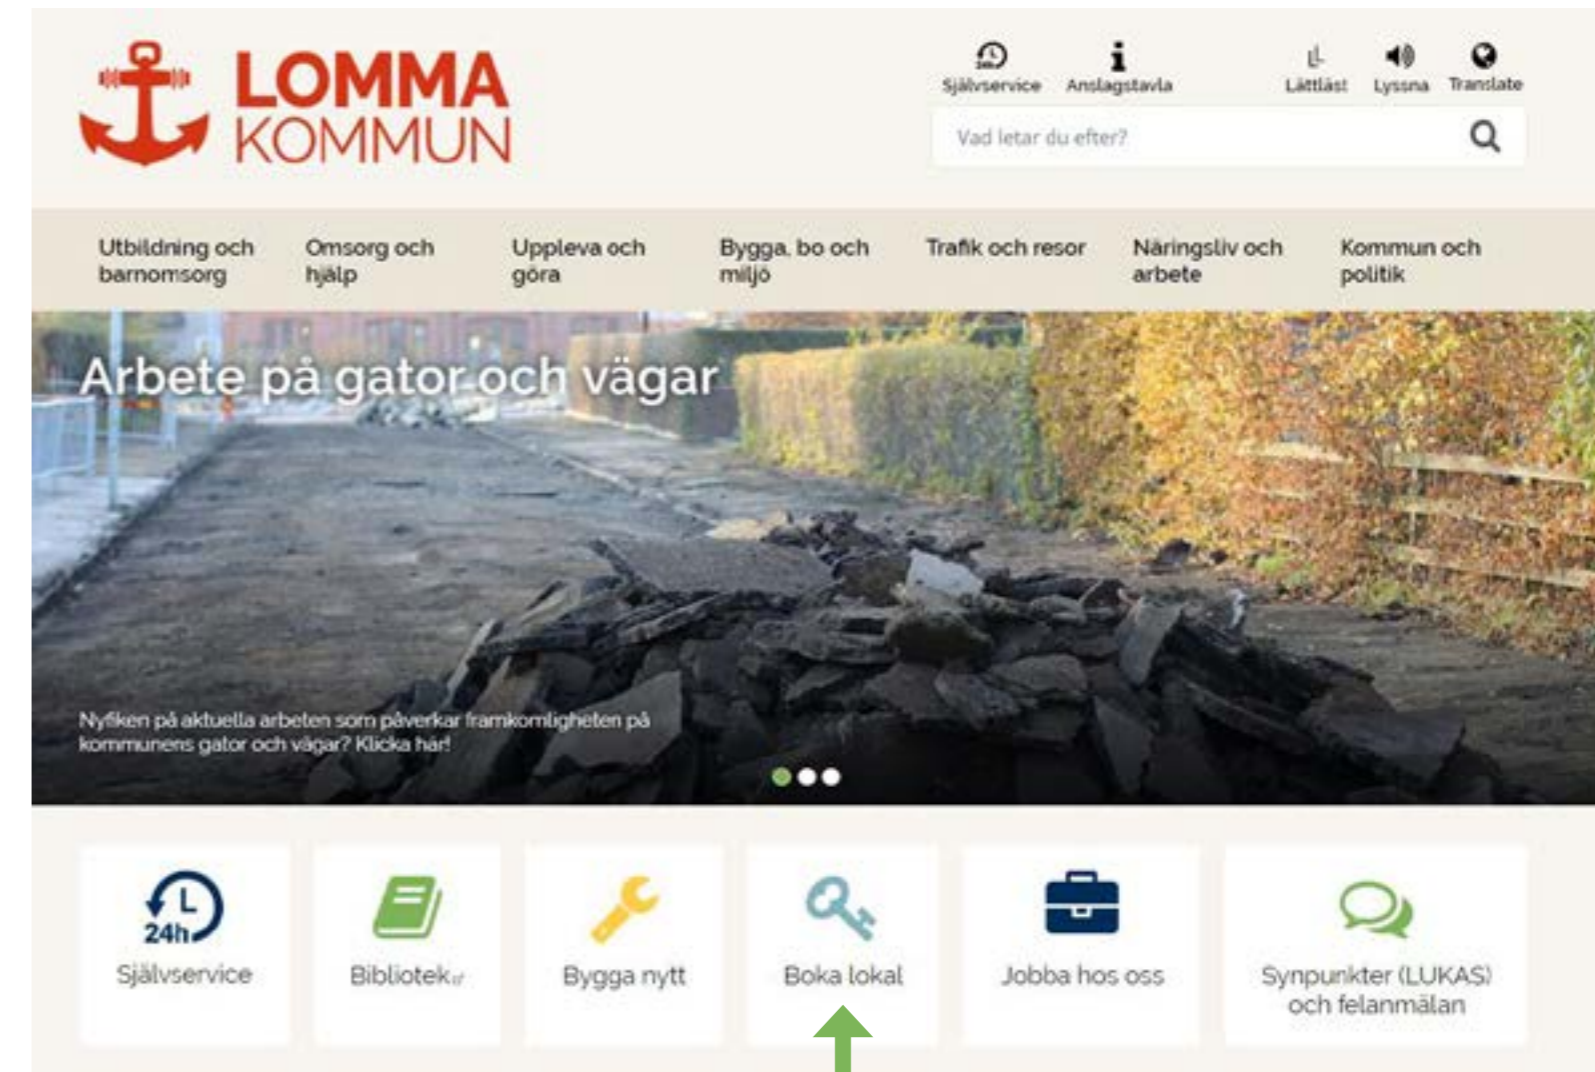 LOMMA
KOMMUN
Självservice Anslagstavla Lättläst Lyssna Translate
Vad letar du efter?
Utbildning och barnomsorg
Omsorg och hjälp
Uppleva och göra
Bygga, bo och miljö
Trafik och resor
Näringsliv och arbete
Kommun och politik
Arbete på gator och vägar
Nyfiken på aktuella arbeten som påverkar framkomligheten på
kommunens gator och vägar? Klicka här!
24h
Självservice
Bibliotek
Bygga nytt
Boka lokal
Jobba hos oss
Synpunkter (LUKAS)
och felanmälan